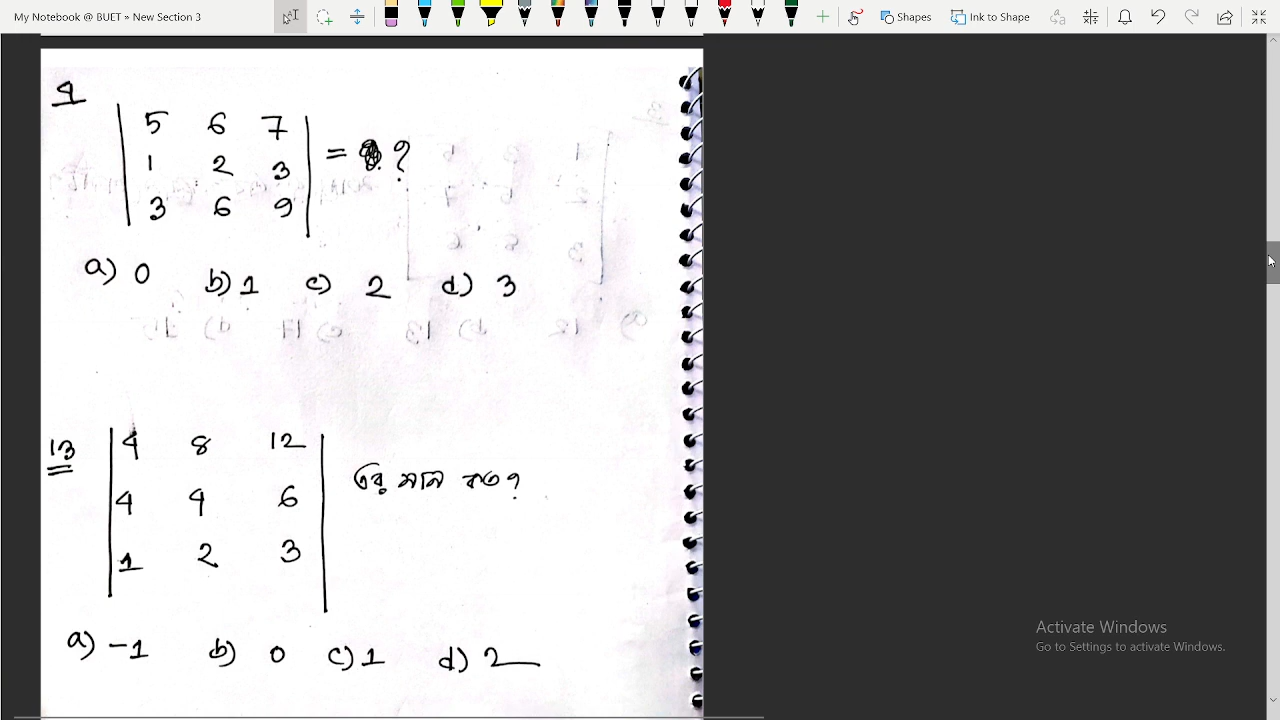 My Notebook @ BUET » New Section 3
Shapes
Ink to Shape
9
5 6 7
1 2 3
3 6 9
= ?
a) 0 b) 1 c) 2 d) 3
13
4 8 12
4 4 6
1 2 3
এর মান কত?
a) -1 b) 0 c) 1 d) 2
Activate Windows
Go to Settings to activate Windows.